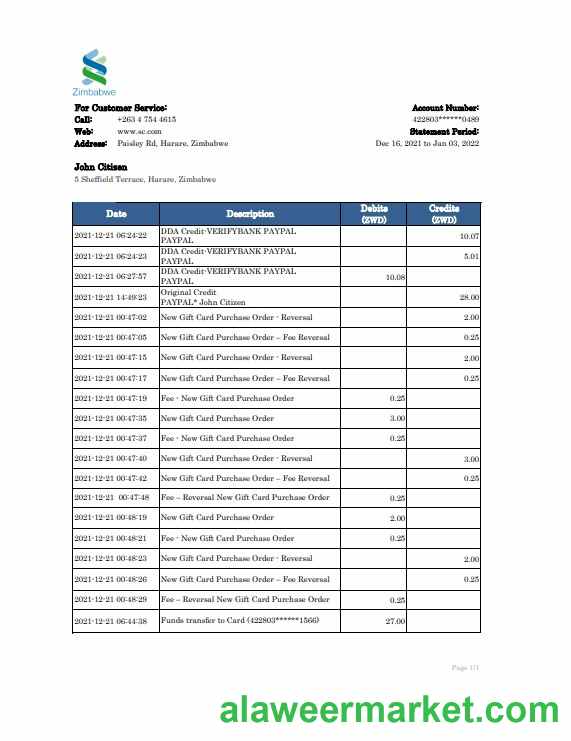 Zimbabwe
For Customer Service:
Account Number:
Call: +263 4 754 4615
422803******0489
Web: www.sc.com
Statement Period:
Address: Paisley Rd, Harare, Zimbabwe
Dec 16, 2021 to Jan 03, 2022
John Citizen
5 Sheffield Terrace, Harare, Zimbabwe
Date Description Debits (ZWD) Credits (ZWD)
2021-12-21 06:24:22 DDA Credit-VERIFYBANK PAYPAL PAYPAL 10.07
2021-12-21 06:24:23 DDA Credit-VERIFYBANK PAYPAL PAYPAL 5.01
2021-12-21 06:27:57 DDA Credit-VERIFYBANK PAYPAL PAYPAL 10.08
2021-12-21 14:49:23 Original Credit PAYPAL* John Citizen 28.00
2021-12-21 00:47:02 New Gift Card Purchase Order - Reversal 2.00
2021-12-21 00:47:05 New Gift Card Purchase Order – Fee Reversal 0.25
2021-12-21 00:47:15 New Gift Card Purchase Order - Reversal 2.00
2021-12-21 00:47:17 New Gift Card Purchase Order – Fee Reversal 0.25
2021-12-21 00:47:19 Fee - New Gift Card Purchase Order 0.25
2021-12-21 00:47:35 New Gift Card Purchase Order 3.00
2021-12-21 00:47:37 Fee - New Gift Card Purchase Order 0.25
2021-12-21 00:47:40 New Gift Card Purchase Order - Reversal 3.00
2021-12-21 00:47:42 New Gift Card Purchase Order – Fee Reversal 0.25
2021-12-21 00:47:48 Fee – Reversal New Gift Card Purchase Order 0.25
2021-12-21 00:48:19 New Gift Card Purchase Order 2.00
2021-12-21 00:48:21 Fee - New Gift Card Purchase Order 0.25
2021-12-21 00:48:23 New Gift Card Purchase Order - Reversal 2.00
2021-12-21 00:48:26 New Gift Card Purchase Order – Fee Reversal 0.25
2021-12-21 00:48:29 Fee – Reversal New Gift Card Purchase Order 0.25
2021-12-21 06:44:38 Funds transfer to Card (422803******1566) 27.00
Page 1/1
alaweermarket.com